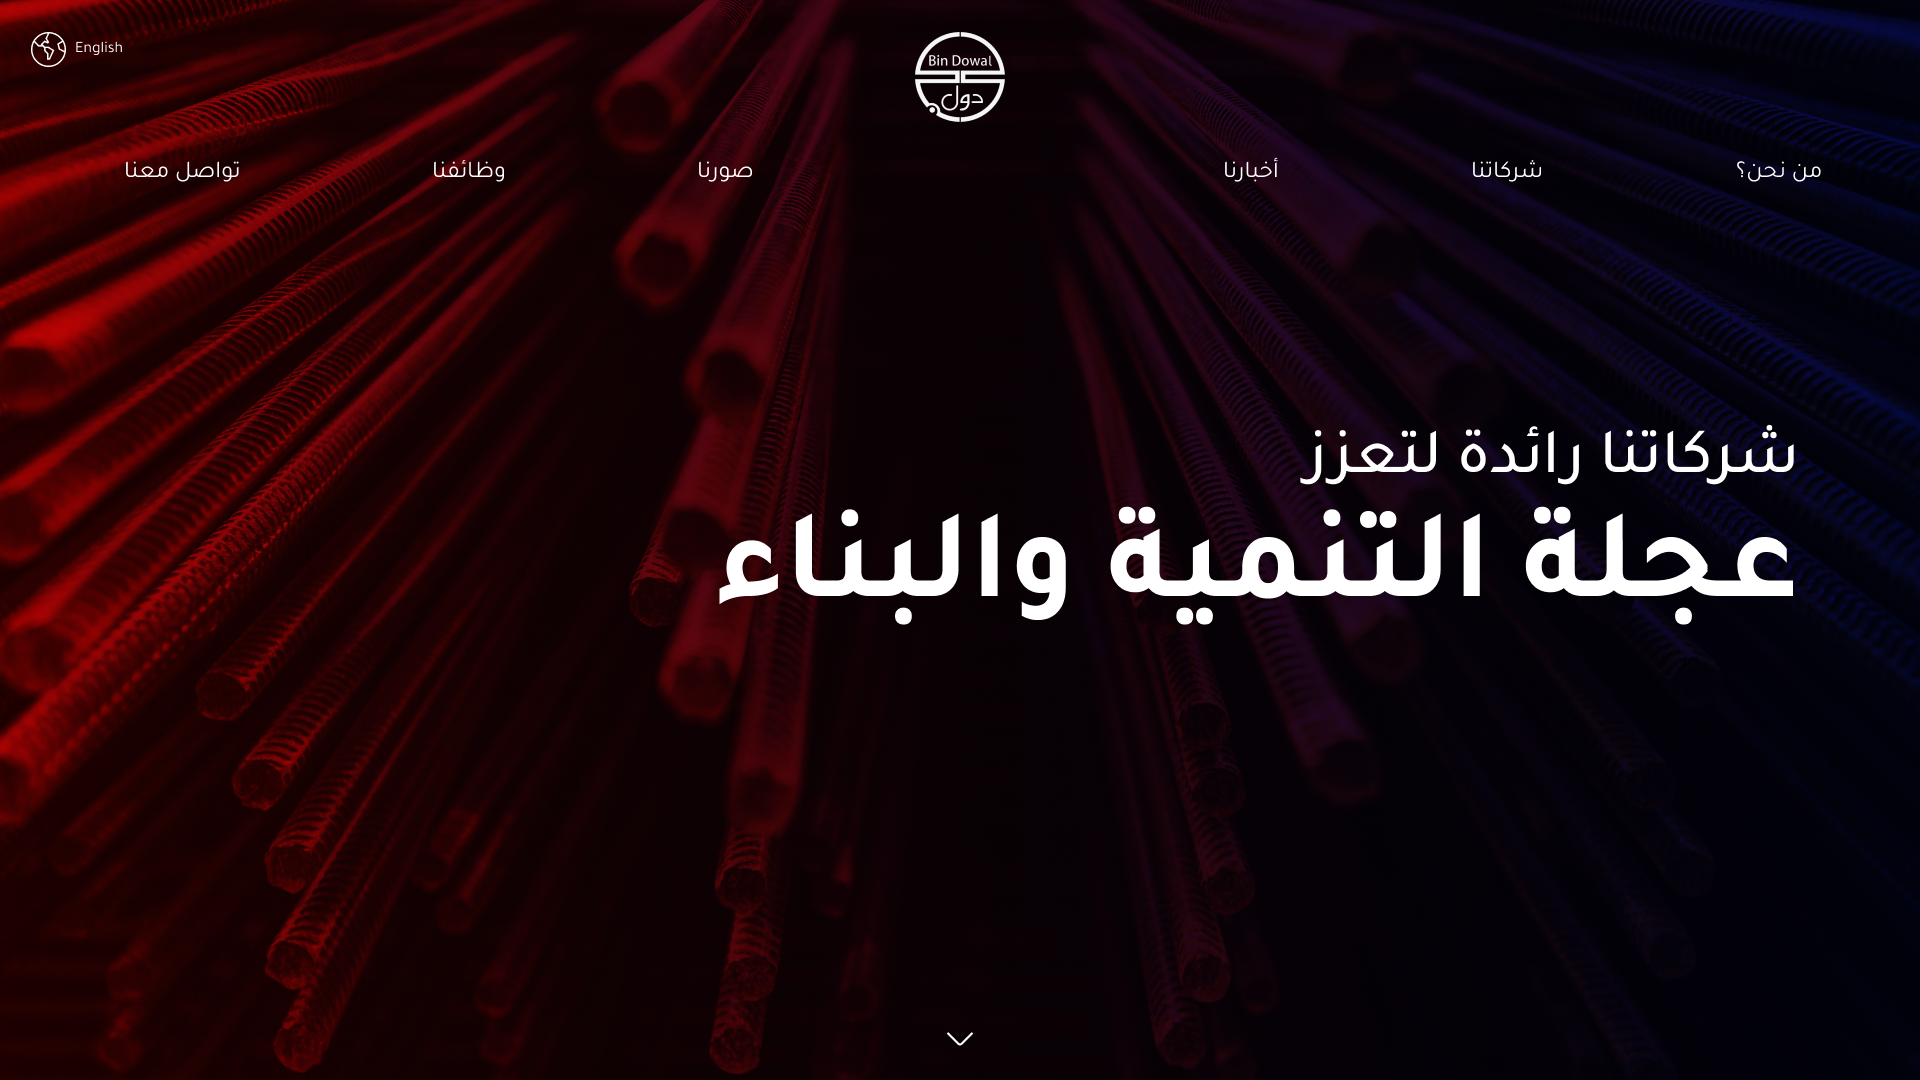 English
Bin Dowal
دول
من نحن؟
شركاتنا
أخبارنا
صورنا
وظائفنا
تواصل معنا
شركاتنا رائدة لتعزز
عجلة التنمية والبناء